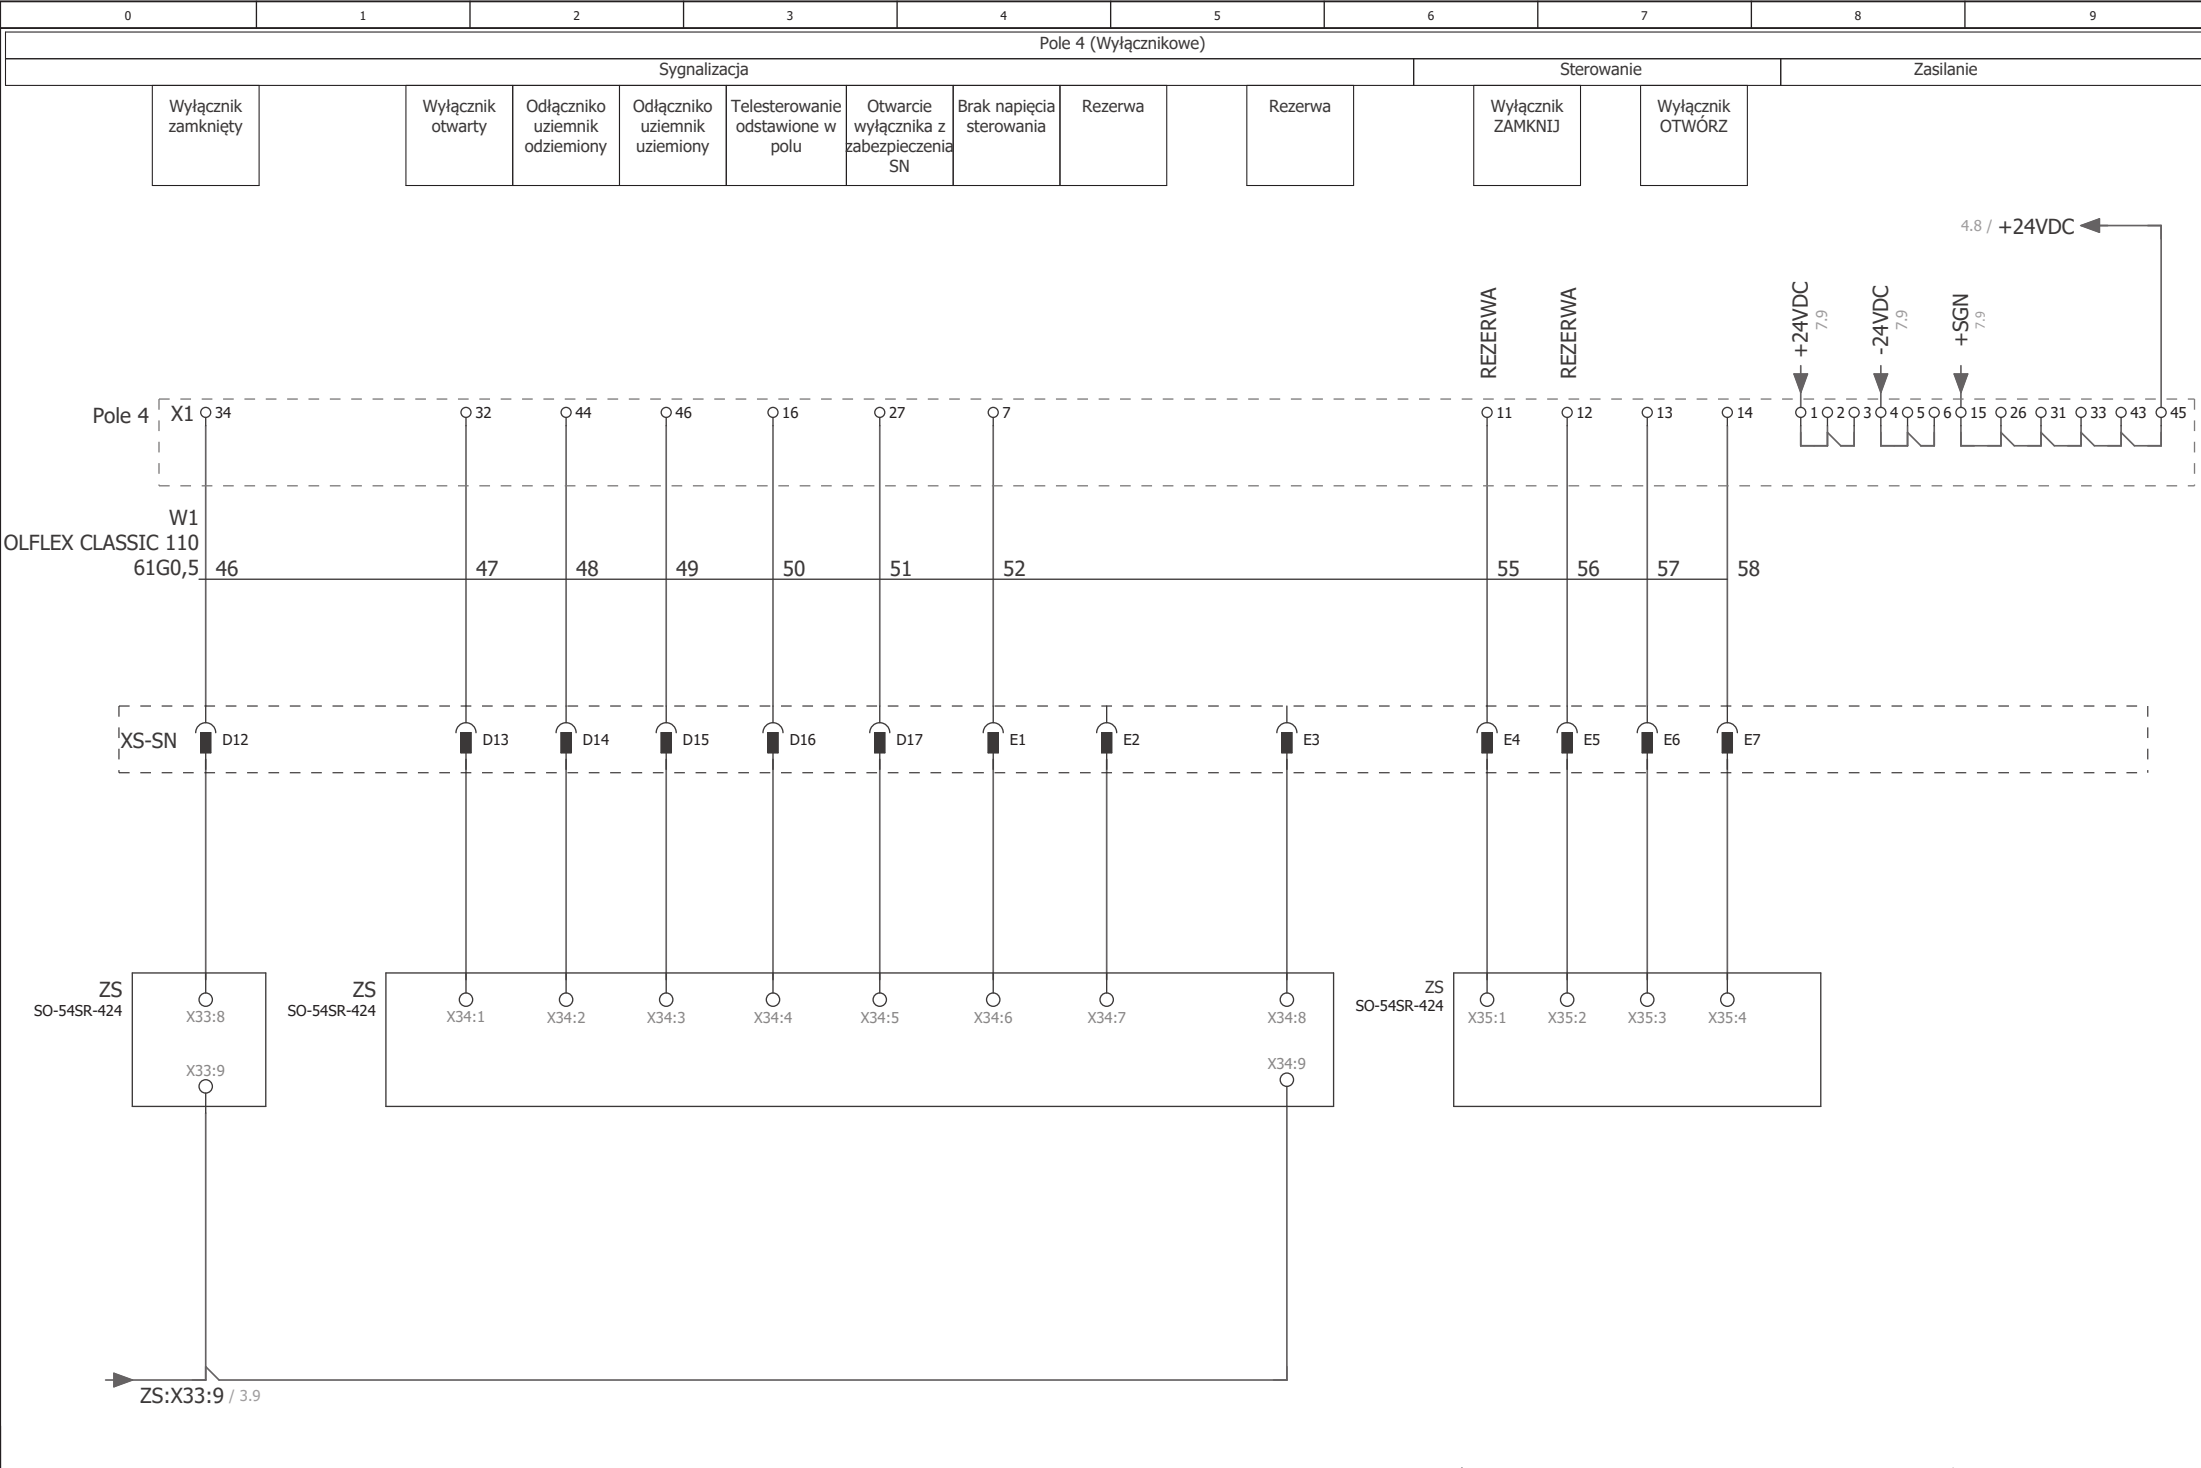 0 1 2 3 4 5 6 7 8 9
Pole 4 (Wyłącznikowe)
Sygnalizacja Sterowanie Zasilanie
Wyłącznik
zamknięty
Wyłącznik
otwarty
Odłączniko
uziemnik
odziemiony
Odłączniko
uziemnik
uziemiony
Telesterowanie
odstawione w
polu
Otwarcie
wyłącznika z
zabezpieczenia
SN
Brak napięcia
sterowania
Rezerwa
Rezerwa
Wyłącznik
ZAMKNIJ
Wyłącznik
OTWÓRZ
4.8 / +24VDC
REZERWA
REZERWA
+24VDC
7.9
-24VDC
7.9
+SGN
7.9
Pole 4 X1 34 32 44 46 16 27 7 11 12 13 14 1 2 3 4 5 6 15 26 31 33 43 45
W1
OLFLEX CLASSIC 110
61G0,5 46 47 48 49 50 51 52 55 56 57 58
XS-SN D12 D13 D14 D15 D16 D17 E1 E2 E3 E4 E5 E6 E7
ZS
SO-54SR-424
X33:8
X33:9
ZS
SO-54SR-424
X34:1 X34:2 X34:3 X34:4 X34:5 X34:6 X34:7 X34:8
X34:9
ZS
SO-54SR-424
X35:1 X35:2 X35:3 X35:4
ZS:X33:9 / 3.9